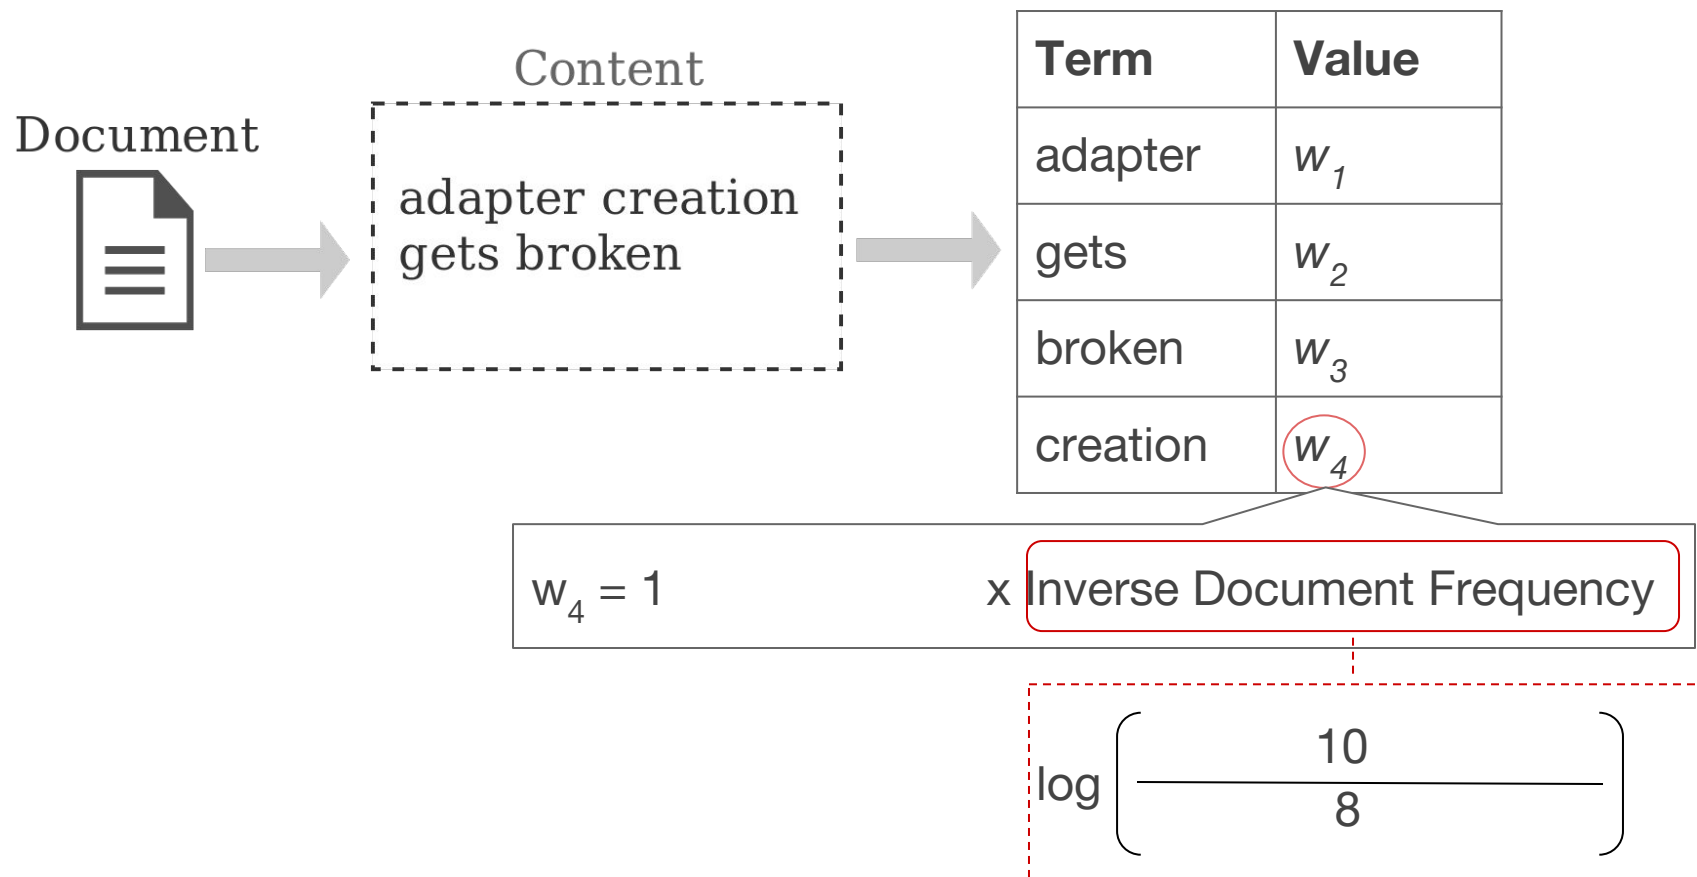 Document
Content
adapter creation
gets broken
Term Value
adapter w1
gets w2
broken w3
creation w4
w4 = 1 x Inverse Document Frequency
log
10
8